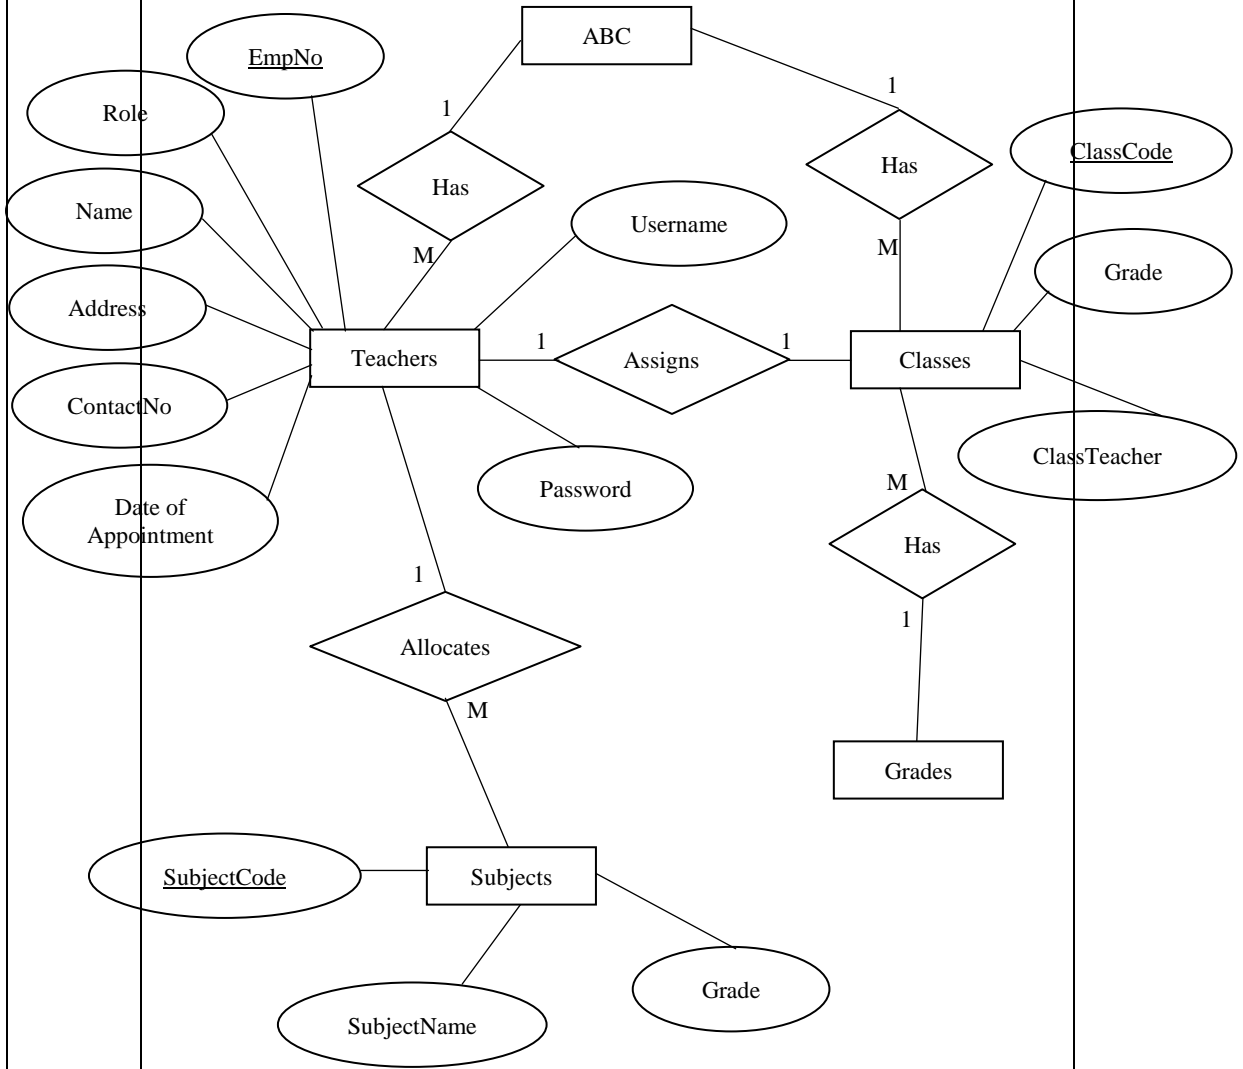 ABC
EmpNo
1
1
Role
ClassCode
Has
Has
Name
Username
M
M
Grade
Address
1
1
Teachers
Assigns
Classes
ContactNo
ClassTeacher
M
Password
Date of
Appointment
Has
1
1
Allocates
M
Grades
SubjectCode
Subjects
Grade
SubjectName